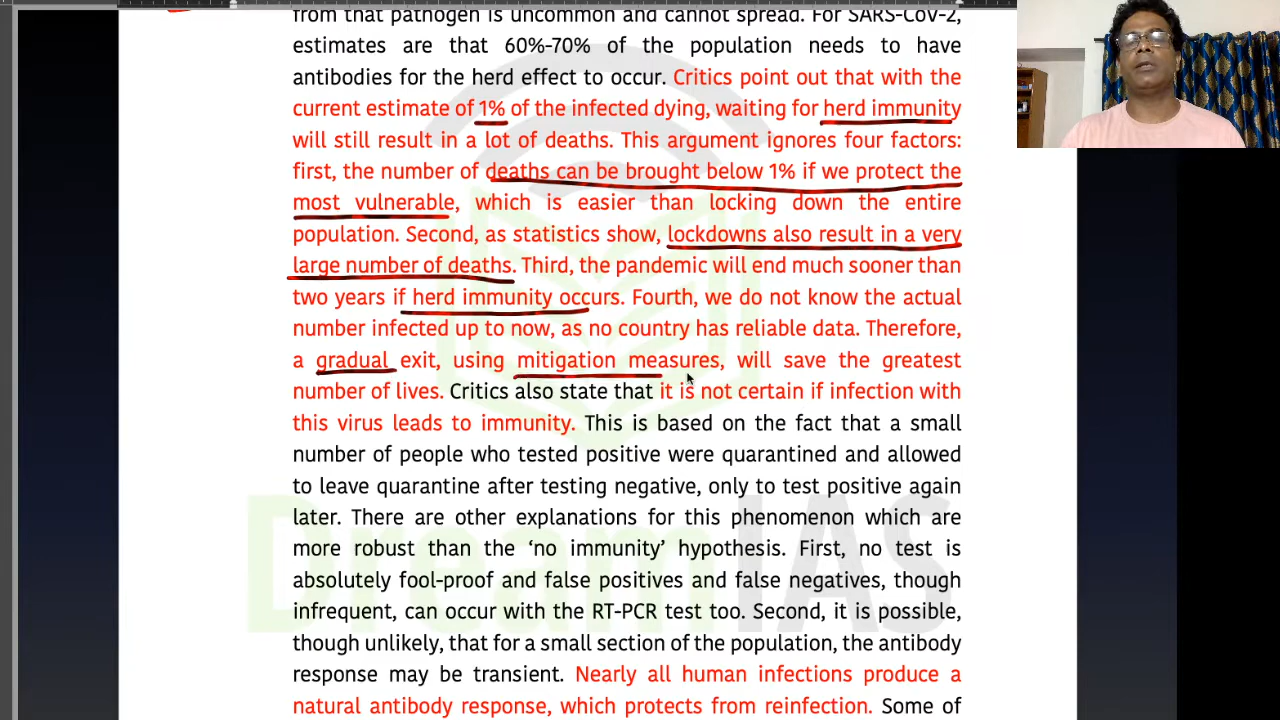 from that pathogen is uncommon and cannot spread. For SARS-CoV-2,
estimates are that 60%-70% of the population needs to have
antibodies for the herd effect to occur. Critics point out that with the
current estimate of 1% of the infected dying, waiting for herd immunity
will still result in a lot of deaths. This argument ignores four factors:
first, the number of deaths can be brought below 1% if we protect the
most vulnerable, which is easier than locking down the entire
population. Second, as statistics show, lockdowns also result in a very
large number of deaths. Third, the pandemic will end much sooner than
two years if herd immunity occurs. Fourth, we do not know the actual
number infected up to now, as no country has reliable data. Therefore,
a gradual exit, using mitigation measures, will save the greatest
number of lives. Critics also state that it is not certain if infection with
this virus leads to immunity. This is based on the fact that a small
number of people who tested positive were quarantined and allowed
to leave quarantine after testing negative, only to test positive again
later. There are other explanations for this phenomenon which are
more robust than the ‘no immunity’ hypothesis. First, no test is
absolutely fool-proof and false positives and false negatives, though
infrequent, can occur with the RT-PCR test too. Second, it is possible,
though unlikely, that for a small section of the population, the antibody
response may be transient. Nearly all human infections produce a
natural antibody response, which protects from reinfection. Some of
Dream IAS